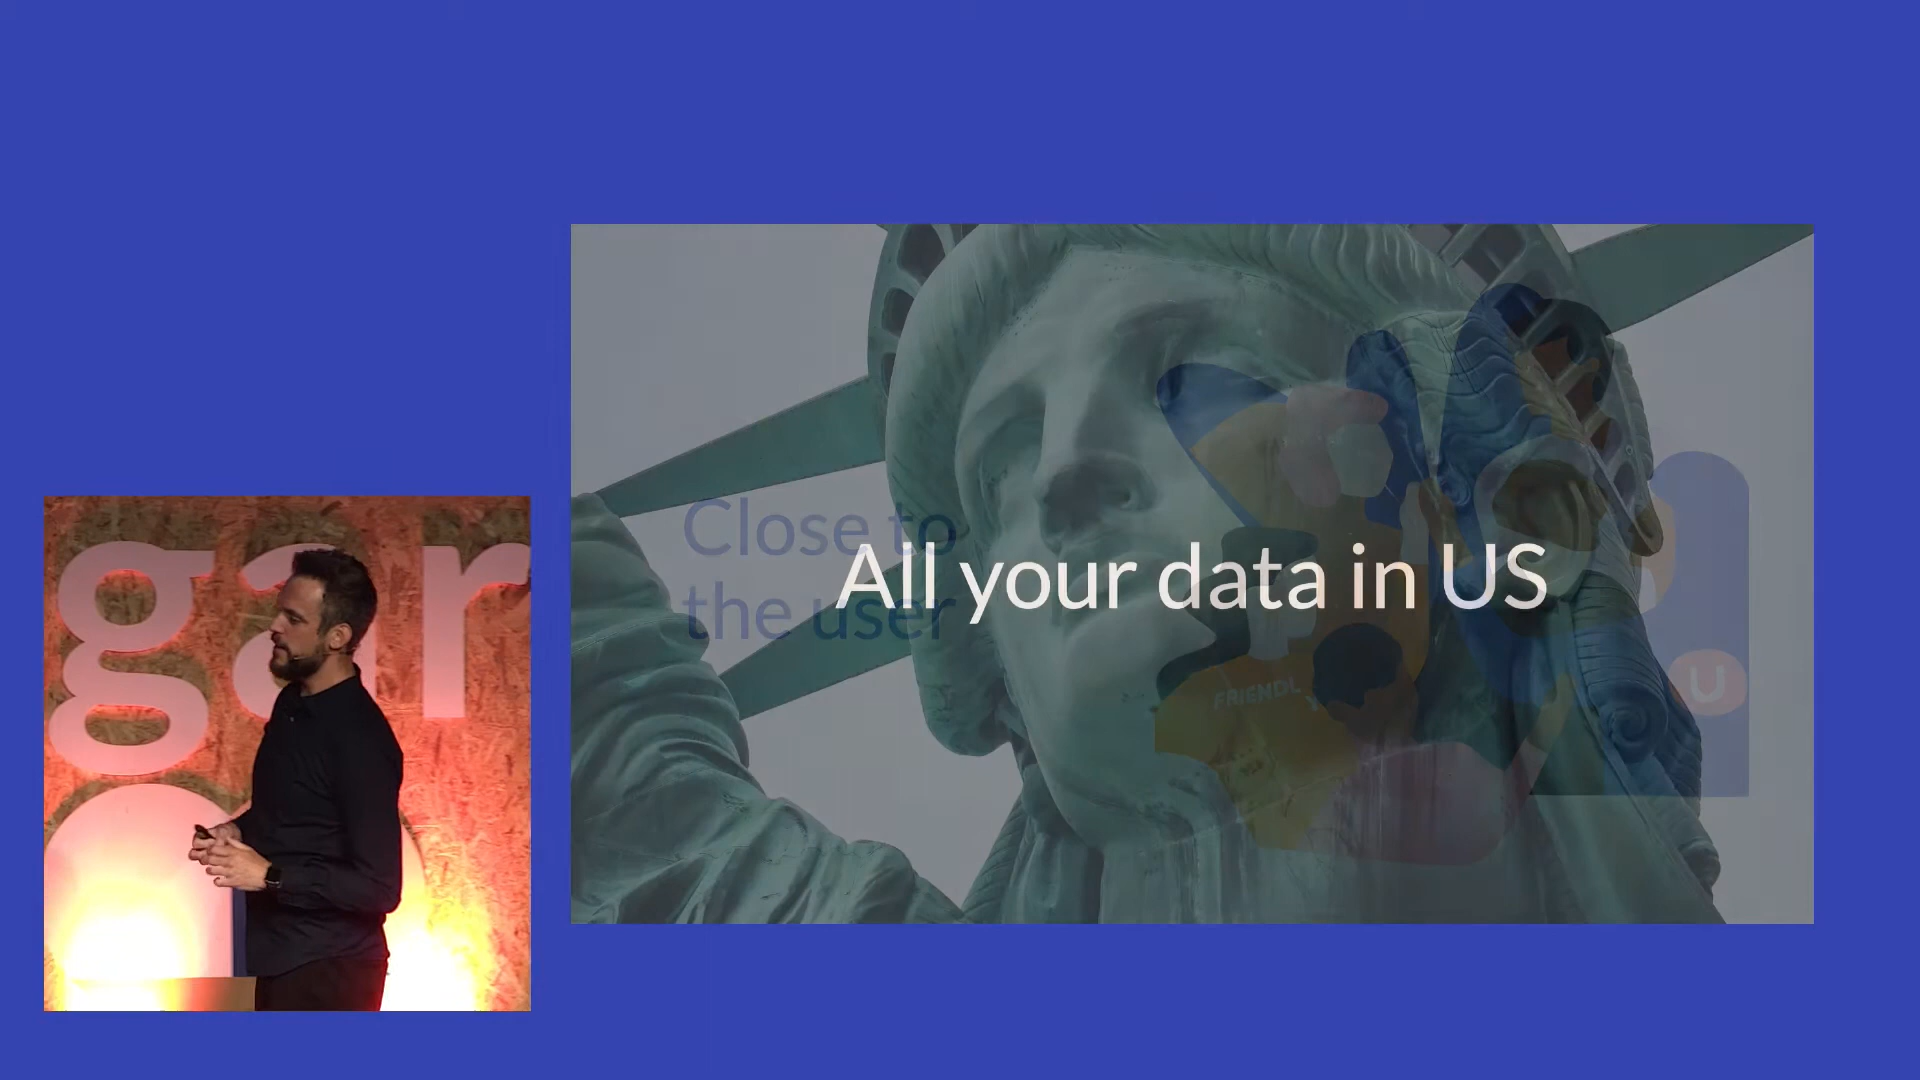 gar
Close to
the user
All your data in US
FRIENDL
Y
U